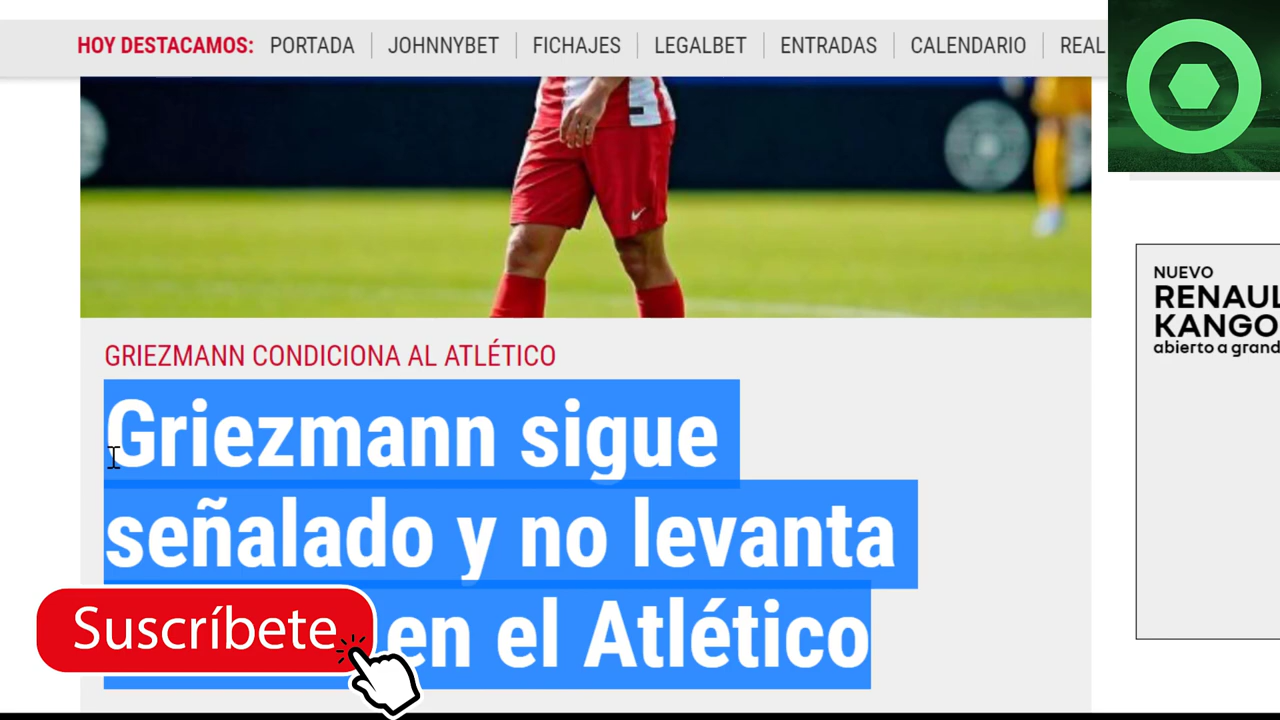 HOY DESTACAMOS: PORTADA JOHNNYBET FICHAJES LEGALBET ENTRADAS CALENDARIO REAL
NUEVO
RENAUL
KANGO
abierto a grand
GRIEZMANN CONDICIONA AL ATLÉTICO
Griezmann sigue
señalado y no levanta
en el Atlético
Suscríbete